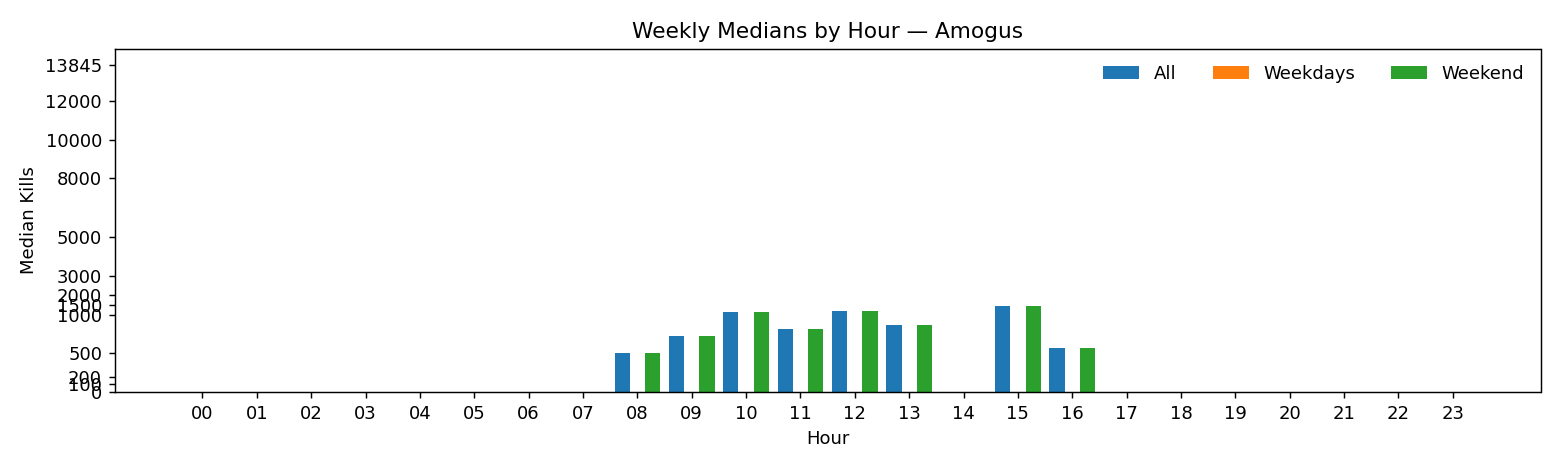 Weekly Medians by Hour — Amogus
All Weekdays Weekend
Median Kills
13845
12000
10000
8000
5000
3000
2000
1500
1000
500
200
100
0
00 01 02 03 04 05 06 07 08 09 10 11 12 13 14 15 16 17 18 19 20 21 22 23
Hour